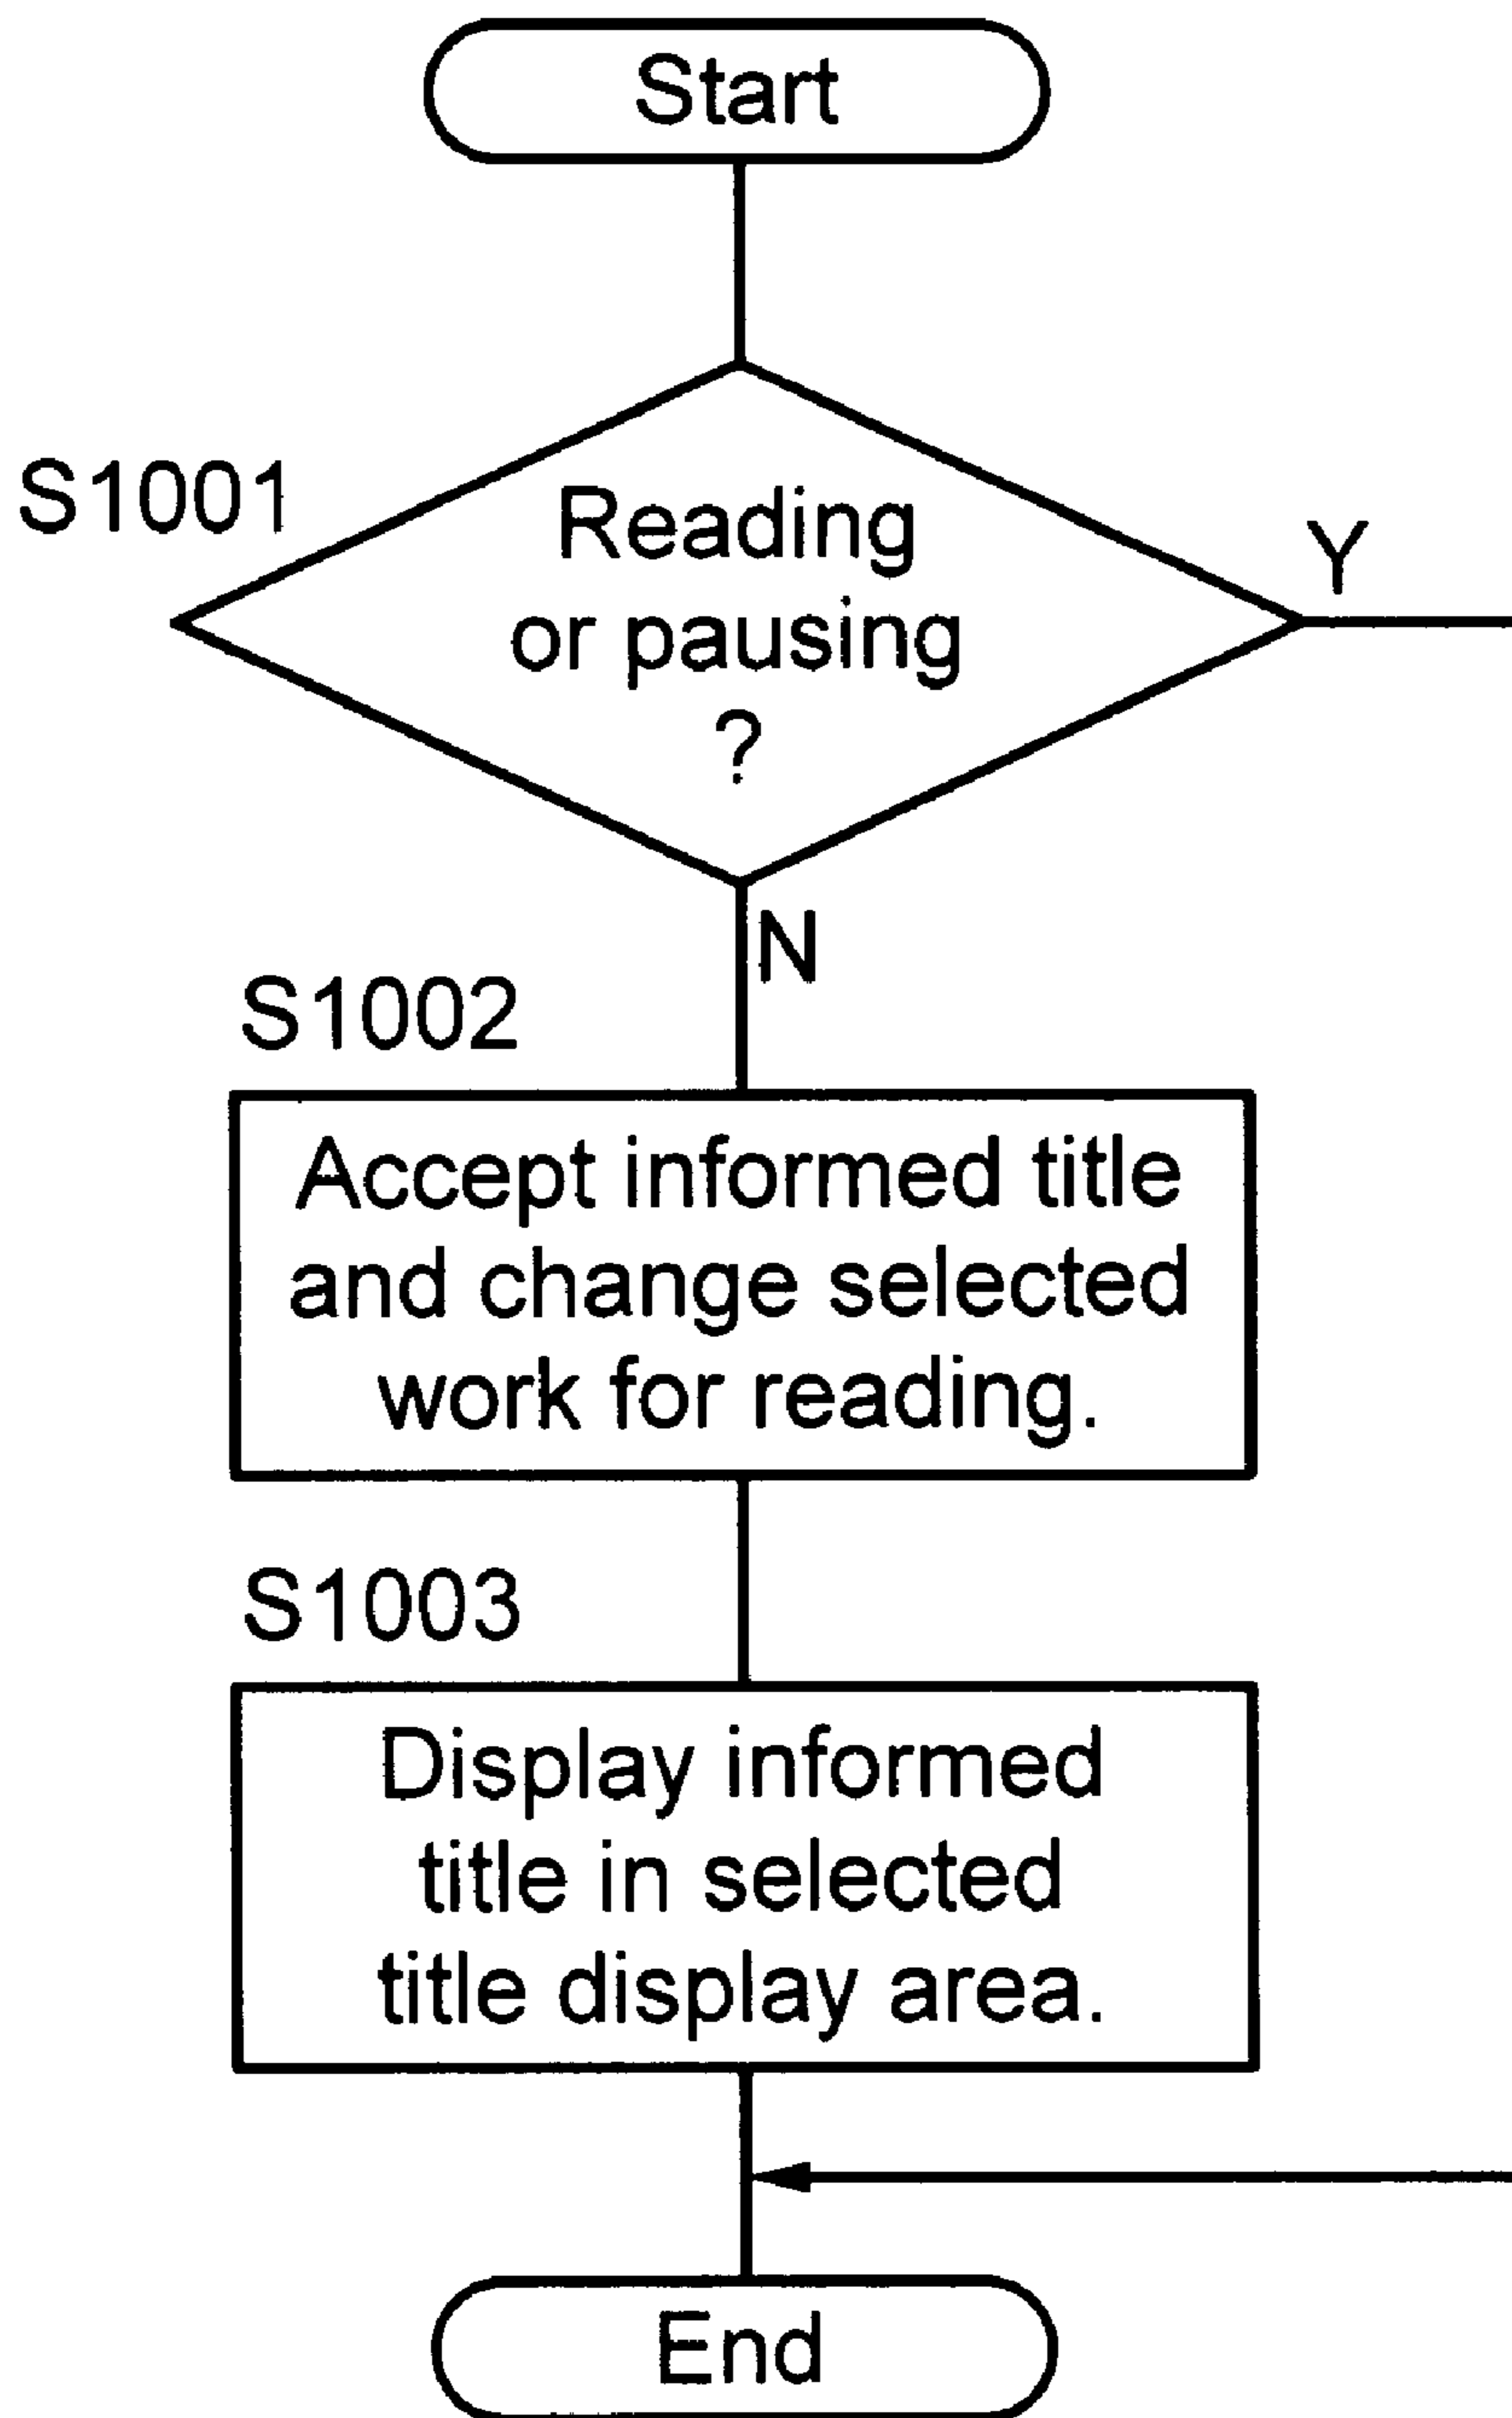 Start
S1001
Reading
or pausing
?
Y
N
S1002
Accept informed title
and change selected
work for reading.
S1003
Display informed
title in selected
title display area.
End